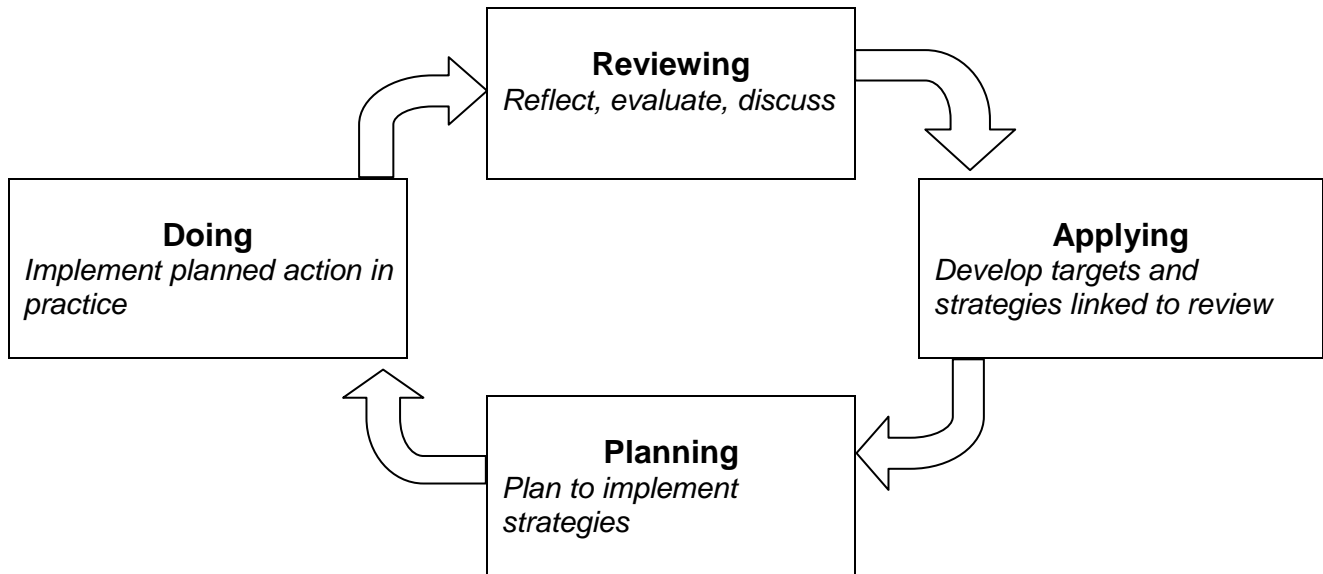 Reviewing
Reflect, evaluate, discuss
Doing
Implement planned action in
practice
Applying
Develop targets and
strategies linked to review
Planning
Plan to implement
strategies